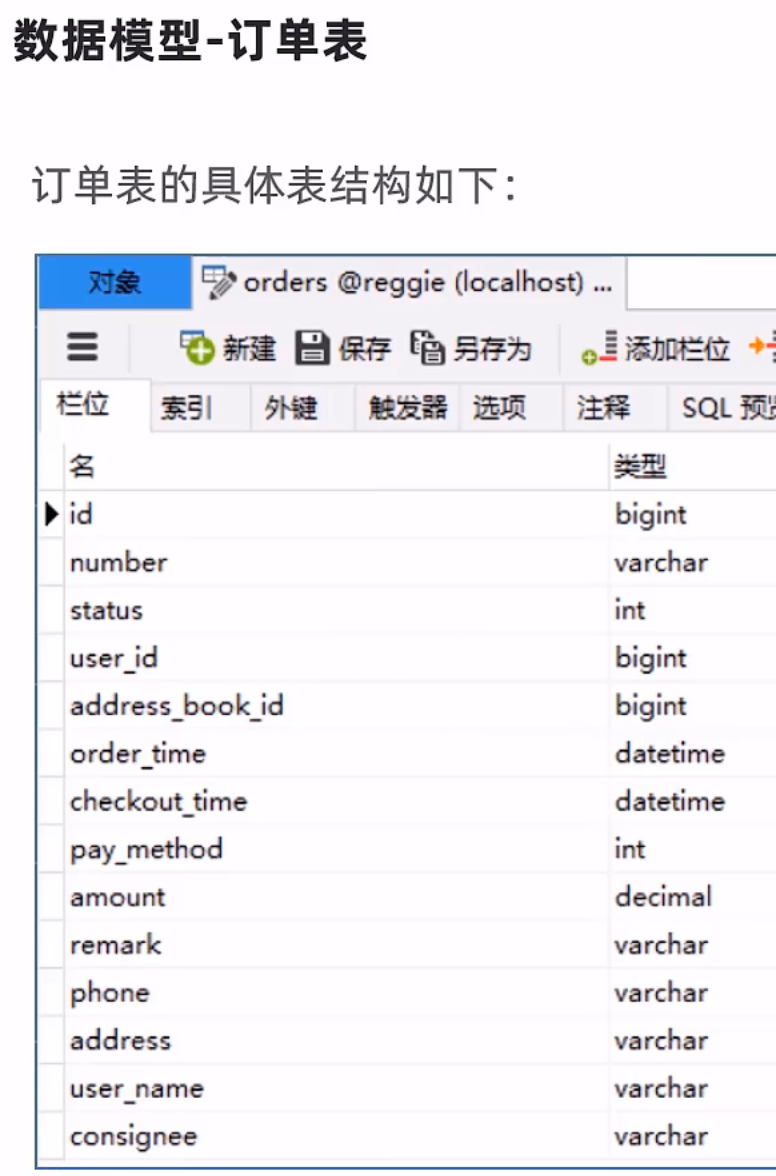 数据模型-订单表
订单表的具体表结构如下：
对象 orders @reggie (localhost) ...
新建 保存 另存为 添加栏位
栏位 索引 外键 触发器 选项 注释 SQL 预览
名 类型
id bigint
number varchar
status int
user_id bigint
address_book_id bigint
order_time datetime
checkout_time datetime
pay_method int
amount decimal
remark varchar
phone varchar
address varchar
user_name varchar
consignee varchar